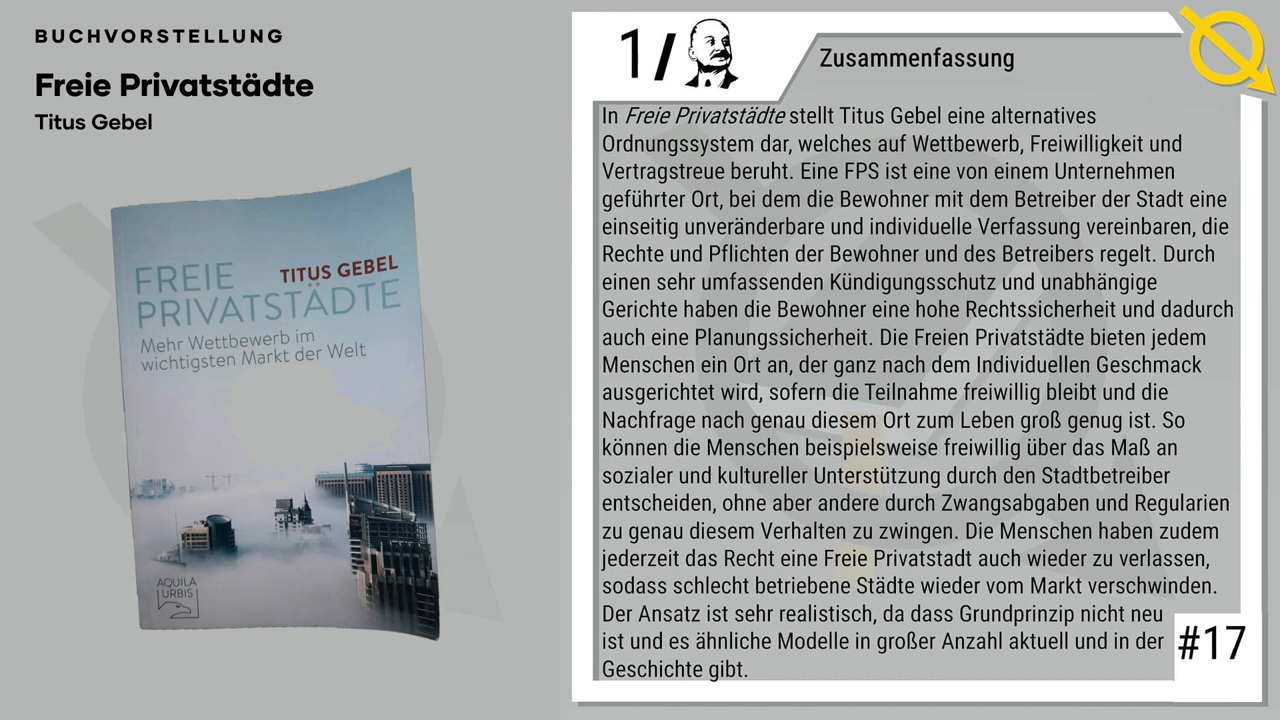 BUCHVORSTELLUNG
Freie Privatstädte
Titus Gebel
FREIE
TITUS GEBEL
PRIVATSTÄDTE
Mehr Wettbewerb im
wichtigsten Markt der Welt
AQUILA
URBIS
1/
Zusammenfassung
In Freie Privatstädte stellt Titus Gebel eine alternatives
Ordnungssystem dar, welches auf Wettbewerb, Freiwilligkeit und
Vertragstreue beruht. Eine FPS ist eine von einem Unternehmen
geführter Ort, bei dem die Bewohner mit dem Betreiber der Stadt eine
einseitig unveränderbare und individuelle Verfassung vereinbaren, die
Rechte und Pflichten der Bewohner und des Betreibers regelt. Durch
einen sehr umfassenden Kündigungsschutz und unabhängige
Gerichte haben die Bewohner eine hohe Rechtssicherheit und dadurch
auch eine Planungssicherheit. Die Freien Privatstädte bieten jedem
Menschen ein Ort an, der ganz nach dem Individuellen Geschmack
ausgerichtet wird, sofern die Teilnahme freiwillig bleibt und die
Nachfrage nach genau diesem Ort zum Leben groß genug ist. So
können die Menschen beispielsweise freiwillig über das Maß an
sozialer und kultureller Unterstützung durch den Stadtbetreiber
entscheiden, ohne aber andere durch Zwangsabgaben und Regularien
zu genau diesem Verhalten zu zwingen. Die Menschen haben zudem
jederzeit das Recht eine Freie Privatstadt auch wieder zu verlassen,
sodass schlecht betriebene Städte wieder vom Markt verschwinden.
Der Ansatz ist sehr realistisch, da dass Grundprinzip nicht neu
ist und es ähnliche Modelle in großer Anzahl aktuell und in der
Geschichte gibt.
#17